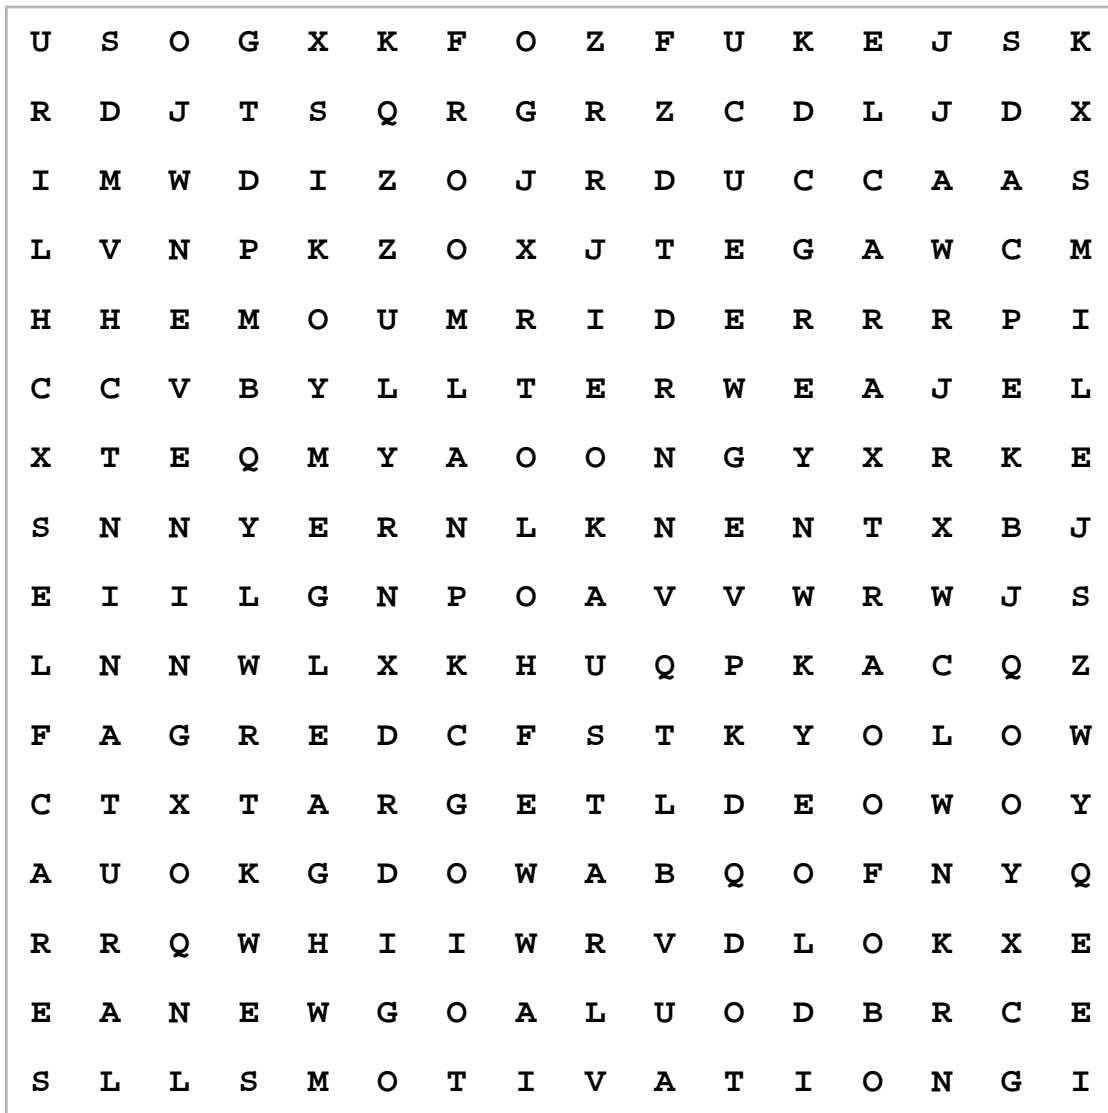 U S O G X K F O Z F U K E J S K
R D J T S Q R G R Z C D L J D X
I M W D I Z O J R D U C C A A S
L V N P K Z O X J T E G A W C M
H H E M O U M R I D E R R R P I
C C V B Y L L T E R W E A J E L
X T E Q M Y A O O N G Y X R K E
S N N Y E R N L K N E N T X B J
E I I L G N P O A V V W R W J S
L N N W L X K H U Q P K A C Q Z
F A G R E D C F S T K Y O L O W
C T X T A R G E T L D E O W O Y
A U O K G D O W A B Q O F N Y Q
R R Q W H I I W R V D L O K X E
E A N E W G O A L U O D B R C E
S L L S M O T I V A T I O N G I